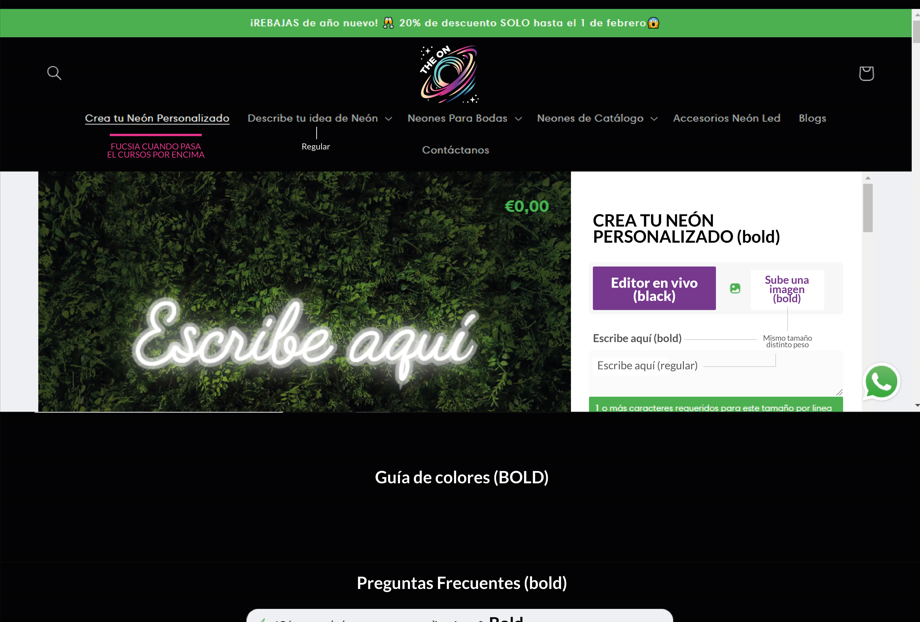 ¡REBAJAS de año nuevo! 🥂 20% de descuento SOLO hasta el 1 de febrero😱
THE ON
Crea tu Neón Personalizado Describe tu idea de Neón Neones Para Bodas Neones de Catálogo Accesorios Neón Led Blogs
FUCSIA CUANDO PASA
EL CURSOS POR ENCIMA
Regular
Contáctanos
€0,00
Escribe aquí
CREA TU NEÓN
PERSONALIZADO (bold)
Editor en vivo
(black)
Sube una
imagen
(bold)
Escribe aquí (bold)
Mismo tamaño
distinto peso
Escribe aquí (regular)
1 o más caracteres requeridos para este tamaño por linea
Guía de colores (BOLD)
Preguntas Frecuentes (bold)
Bold